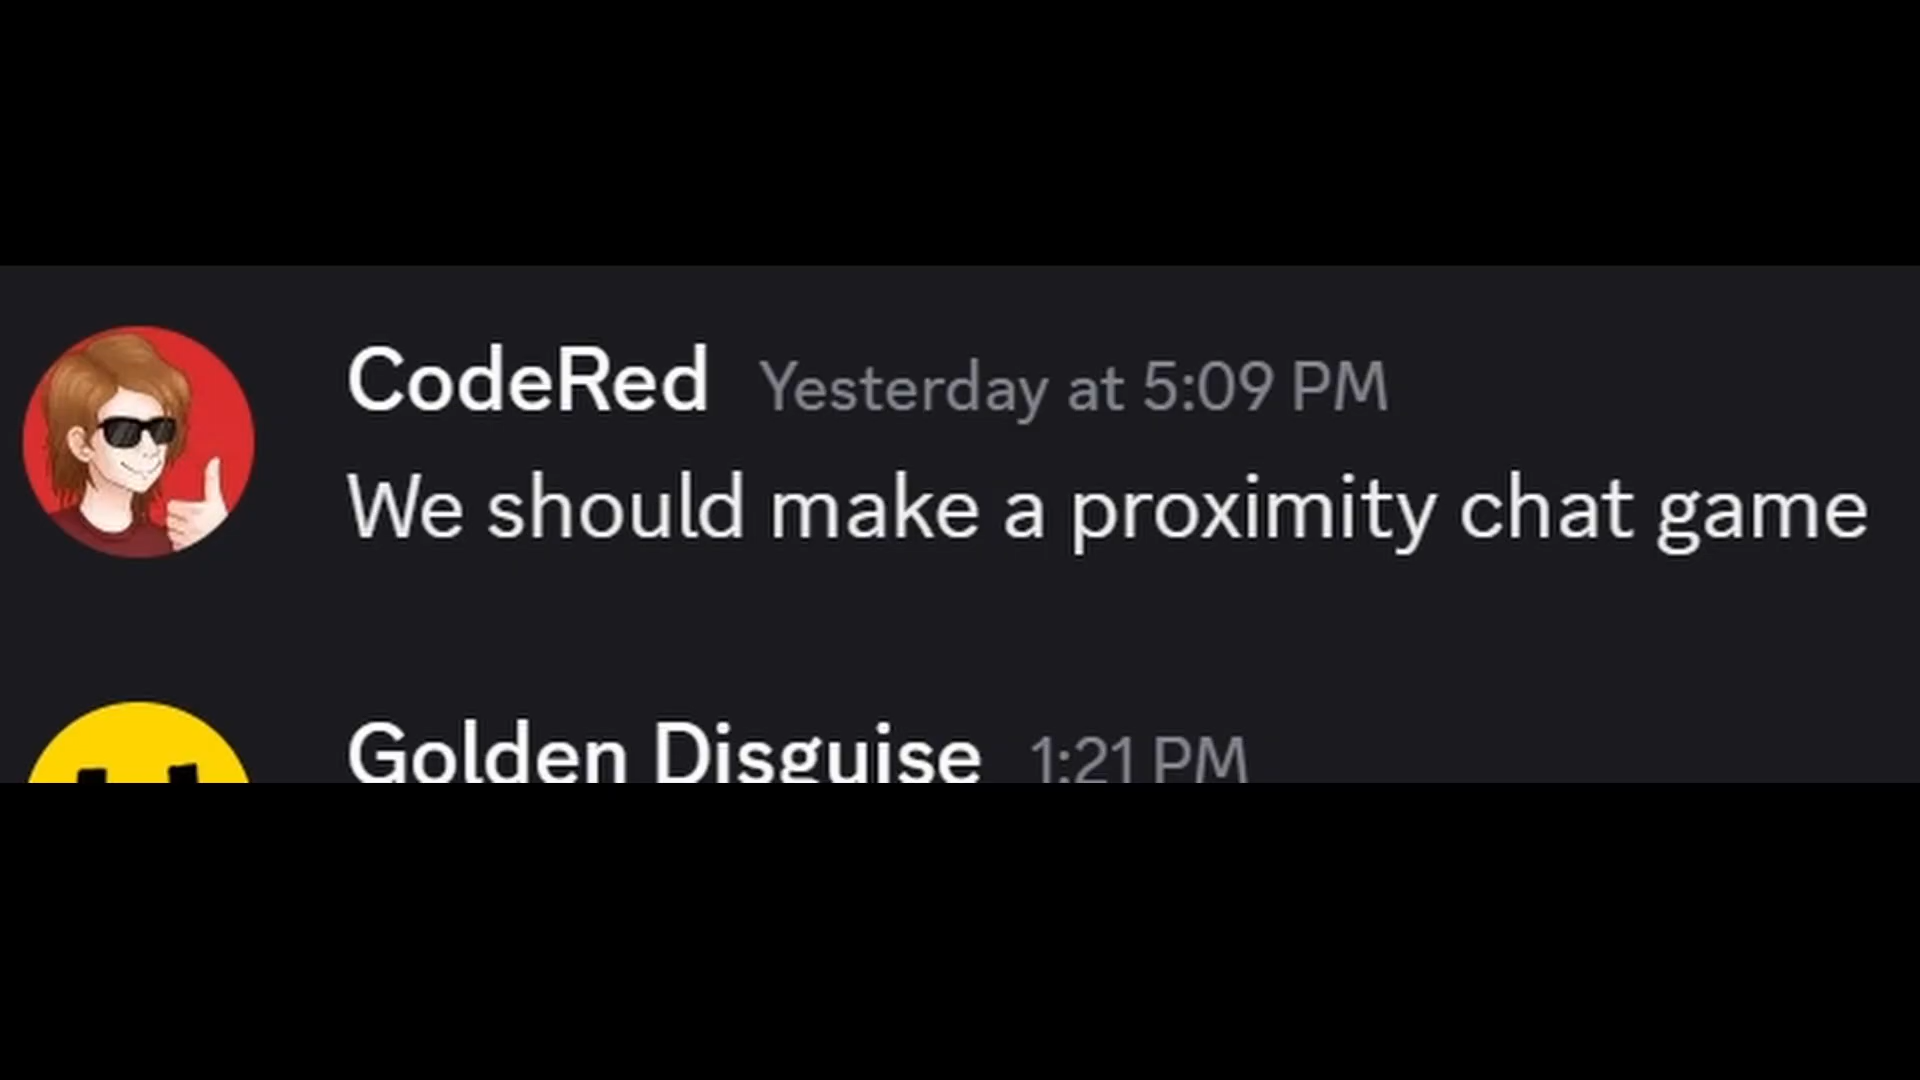 CodeRed Yesterday at 5:09 PM
We should make a proximity chat game
Golden Disguise 1:21 PM